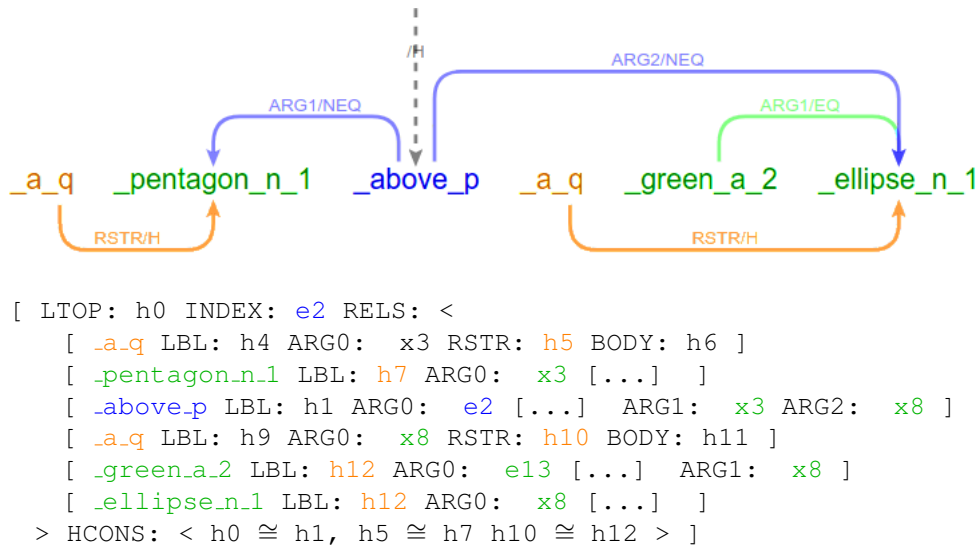 /H
ARG2/NEQ
ARG1/NEQ ARG1/EQ
_a_q _pentagon_n_1 _above_p _a_q _green_a_2 _ellipse_n_1
RSTR/H RSTR/H
[ LTOP: h0 INDEX: e2 RELS: <
[ _a_q LBL: h4 ARG0: x3 RSTR: h5 BODY: h6 ]
[ _pentagon_n_1 LBL: h7 ARG0: x3 [...] ]
[ _above_p LBL: h1 ARG0: e2 [...] ARG1: x3 ARG2: x8 ]
[ _a_q LBL: h9 ARG0: x8 RSTR: h10 BODY: h11 ]
[ _green_a_2 LBL: h12 ARG0: e13 [...] ARG1: x8 ]
[ _ellipse_n_1 LBL: h12 ARG0: x8 [...] ]
> HCONS: < h0 ≅ h1, h5 ≅ h7 h10 ≅ h12 > ]